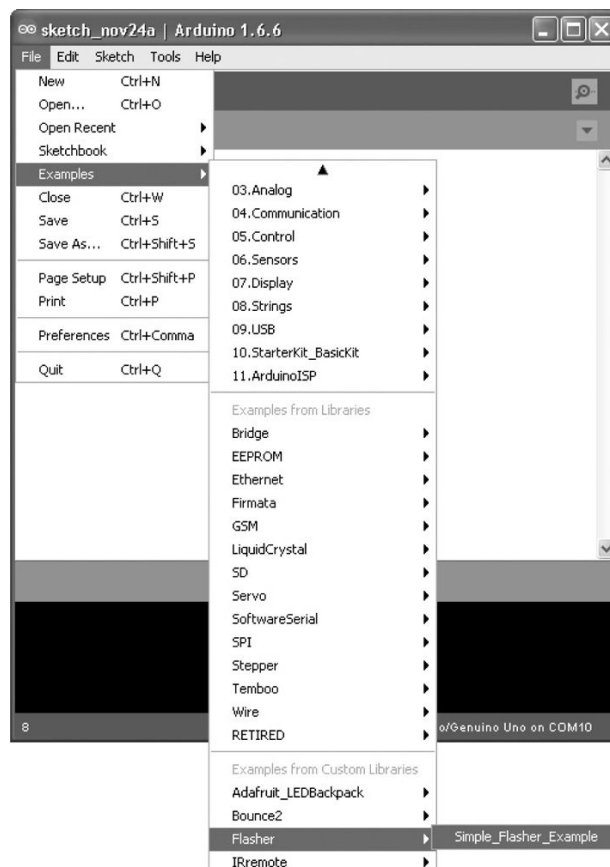 sketch_nov24a | Arduino 1.6.6
File Edit Sketch Tools Help
New Ctrl+N
Open... Ctrl+O
Open Recent
Sketchbook
Examples
Close Ctrl+W
Save Ctrl+S
Save As... Ctrl+Shift+S
Page Setup Ctrl+Shift+P
Print Ctrl+P
Preferences Ctrl+Comma
Quit Ctrl+Q
03.Analog
04.Communication
05.Control
06.Sensors
07.Display
08.Strings
09.USB
10.StarterKit_BasicKit
11.ArduinoISP
Examples from Libraries
Bridge
EEPROM
Ethernet
Firmata
GSM
LiquidCrystal
SD
Servo
SoftwareSerial
SPI
Stepper
Temboo
Wire
RETIRED
Examples from Custom Libraries
Adafruit_LEDBackpack
Bounce2
Flasher
IRremote
Simple_Flasher_Example
8
o/Genuino Uno on COM10